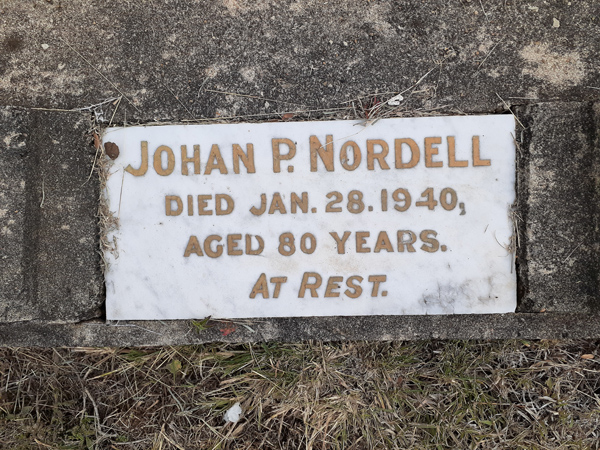 JOHAN P. NORDELL
DIED JAN. 28. 1940,
AGED 80 YEARS.
AT REST.